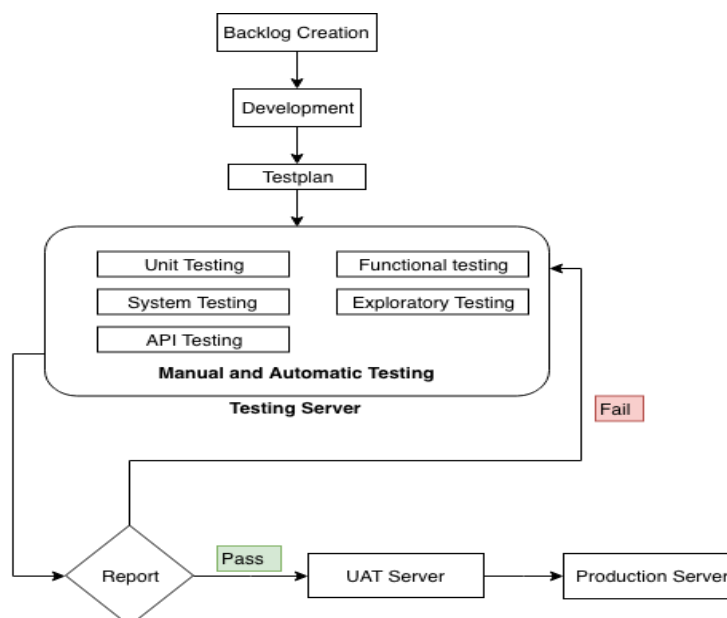 Backlog Creation
Development
Testplan
Unit Testing
Functional testing
System Testing
Exploratory Testing
API Testing
Manual and Automatic Testing
Testing Server
Fail
Pass
Report
UAT Server
Production Server